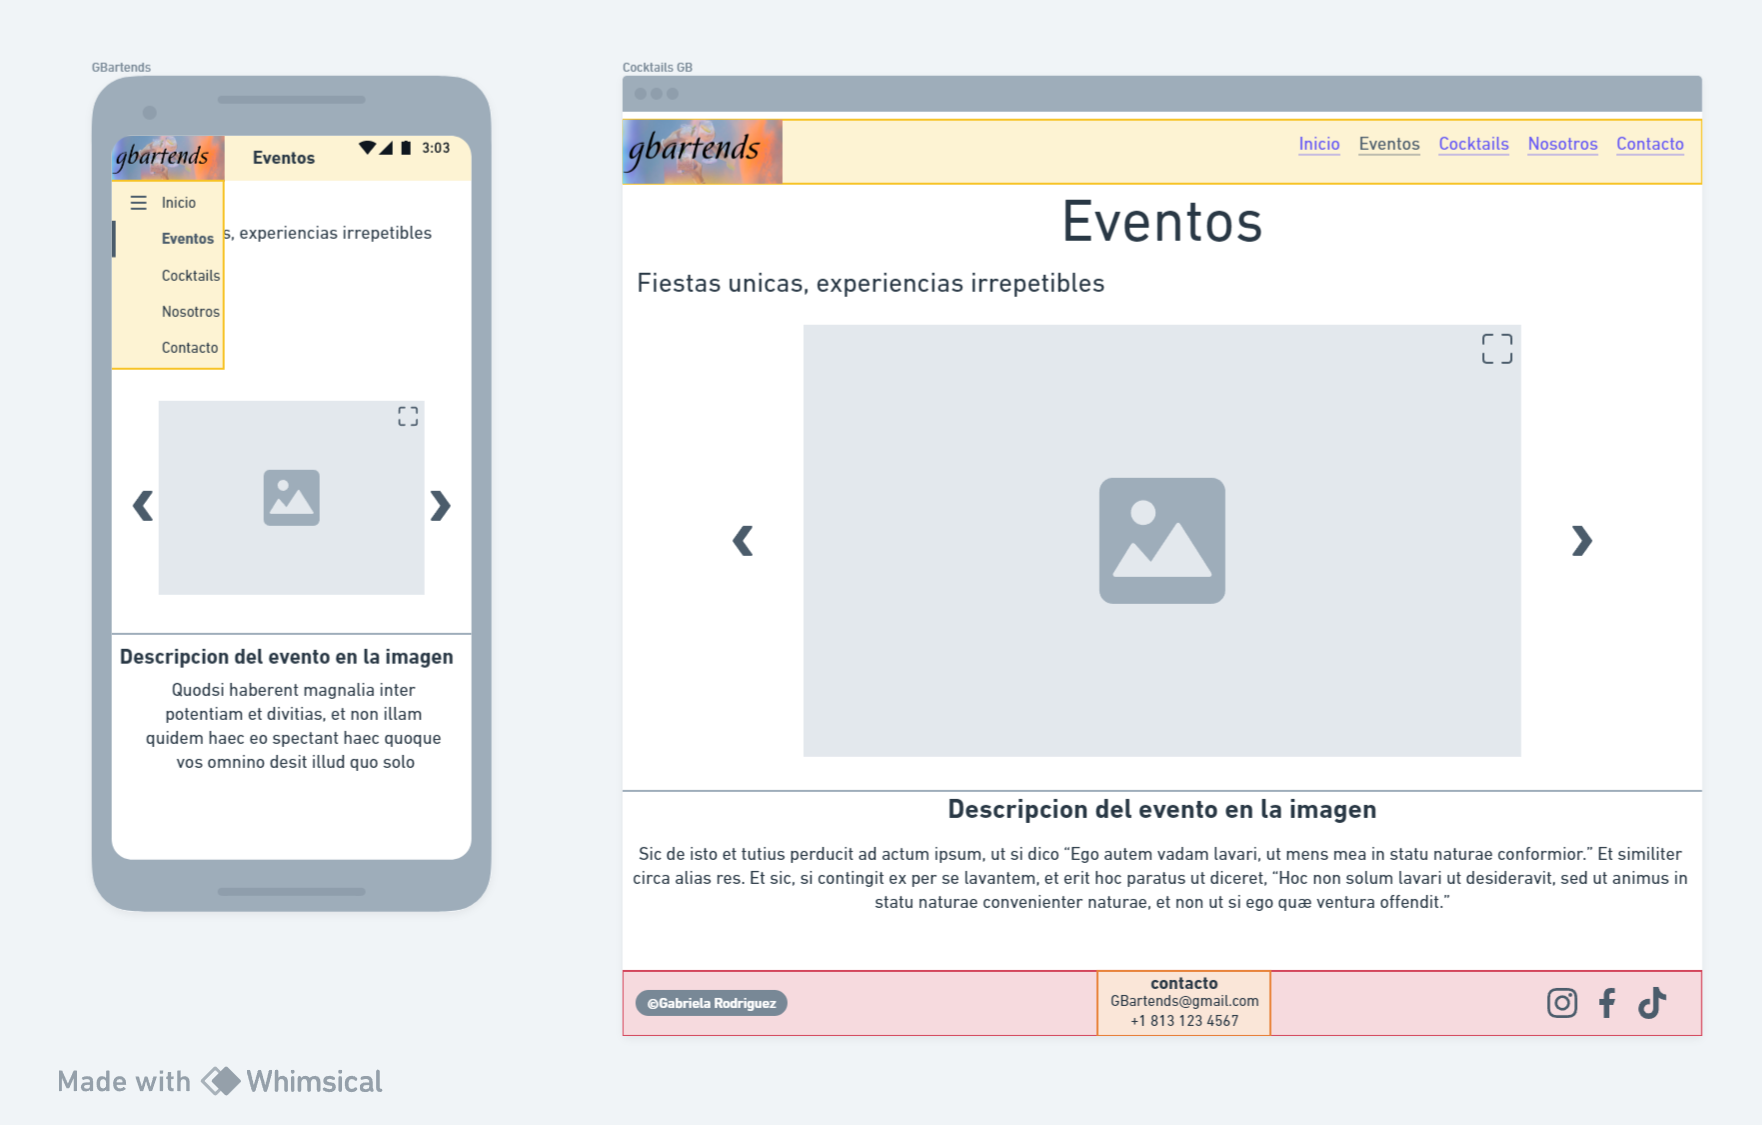 GBartends
gbartends
Eventos
3:03
Inicio
Eventos
s, experiencias irrepetibles
Cocktails
Nosotros
Contacto
Descripcion del evento en la imagen
Quodsi haberent magnalia inter
potentiam et divitias, et non illam
quidem haec eo spectant haec quoque
vos omnino desit illud quo solo
Cocktails GB
gbartends
Inicio Eventos Cocktails Nosotros Contacto
Eventos
Fiestas unicas, experiencias irrepetibles
Descripcion del evento en la imagen
Sic de isto et tutius perducit ad actum ipsum, ut si dico “Ego autem vadam lavari, ut mens mea in statu naturae conformior.” Et similiter
circa alias res. Et sic, si contingit ex per se lavantem, et erit hoc paratus ut diceret, “Hoc non solum lavari ut desideravit, sed ut animus in
statu naturae convenienter naturae, et non ut si ego quæ ventura offendit.”
©Gabriela Rodriguez
contacto
GBartends@gmail.com
+1 813 123 4567
Made with Whimsical